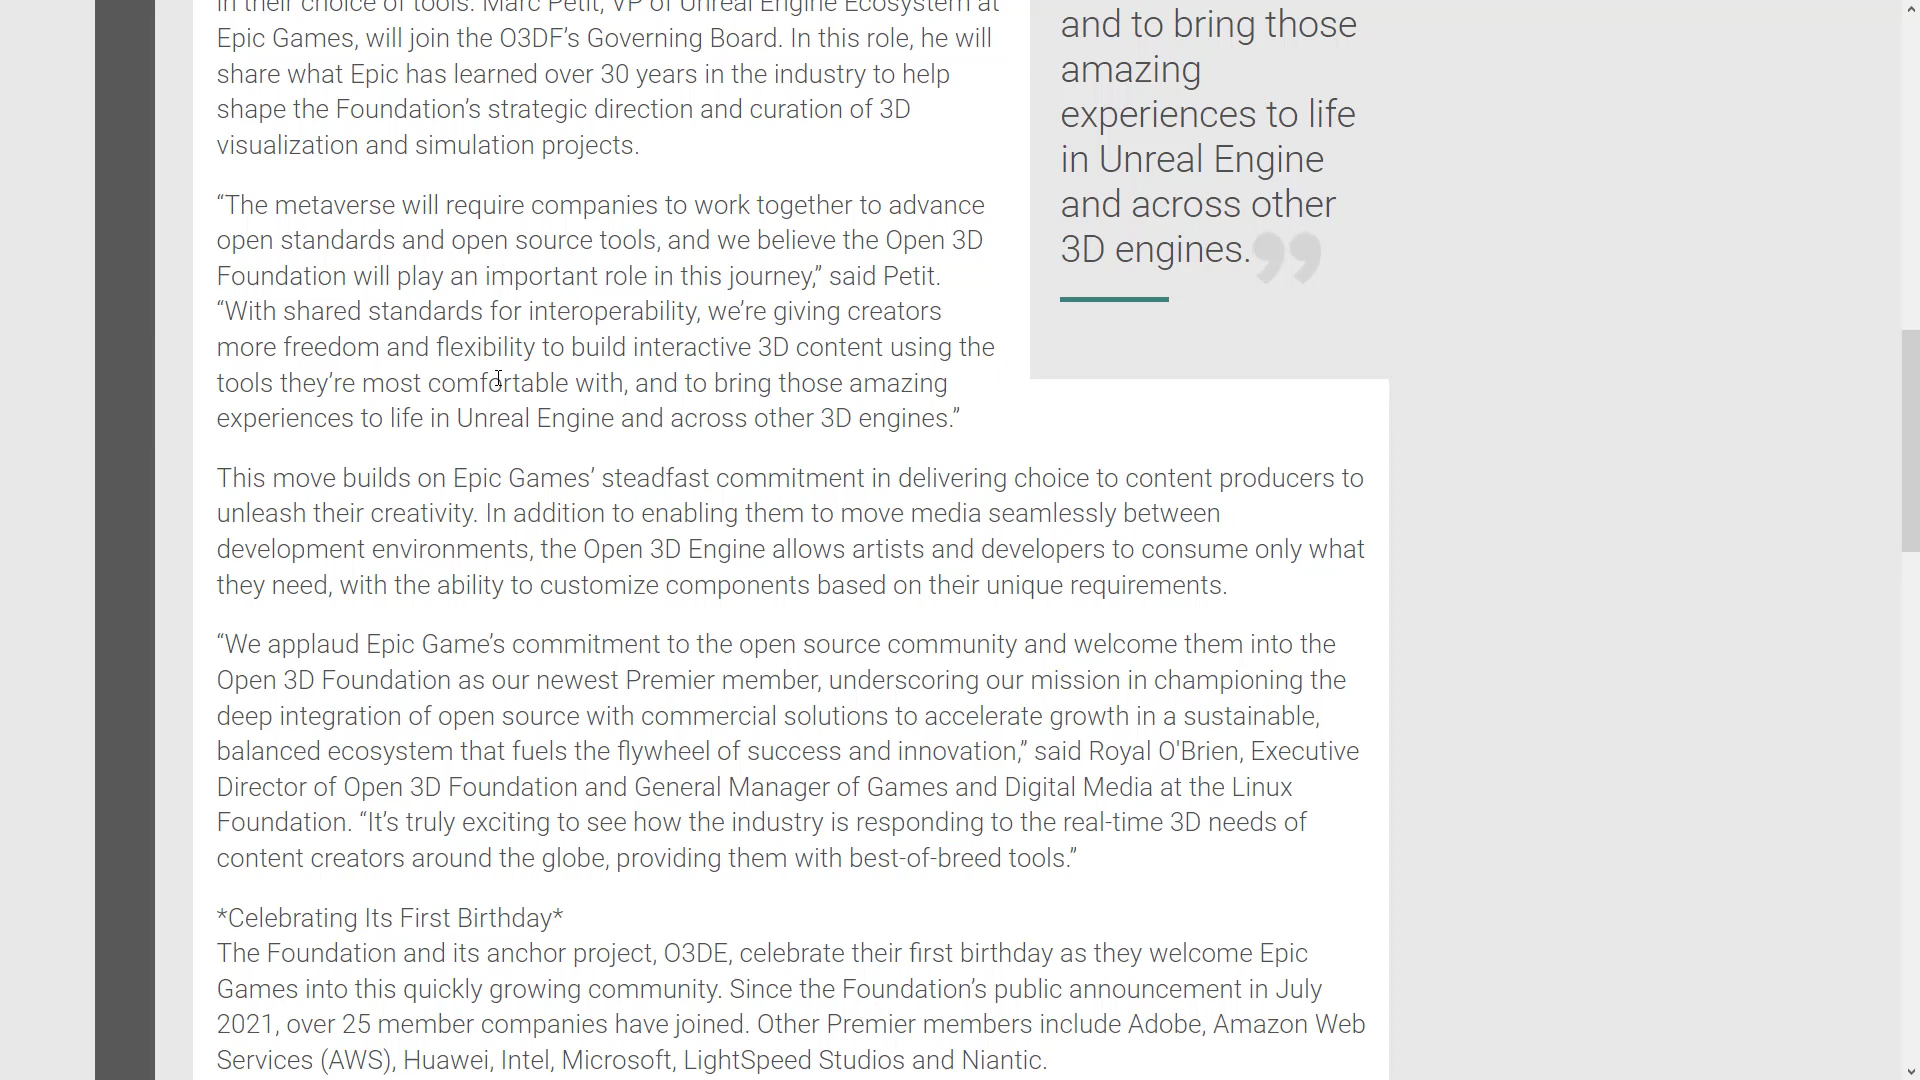 in their choice of tools. Marc Petit, VP of Unreal Engine Ecosystem at
Epic Games, will join the O3DF’s Governing Board. In this role, he will
share what Epic has learned over 30 years in the industry to help
shape the Foundation’s strategic direction and curation of 3D
visualization and simulation projects.
“The metaverse will require companies to work together to advance
open standards and open source tools, and we believe the Open 3D
Foundation will play an important role in this journey,” said Petit.
“With shared standards for interoperability, we’re giving creators
more freedom and flexibility to build interactive 3D content using the
tools they’re most comfortable with, and to bring those amazing
experiences to life in Unreal Engine and across other 3D engines.”
and to bring those
amazing
experiences to life
in Unreal Engine
and across other
3D engines.”
This move builds on Epic Games’ steadfast commitment in delivering choice to content producers to
unleash their creativity. In addition to enabling them to move media seamlessly between
development environments, the Open 3D Engine allows artists and developers to consume only what
they need, with the ability to customize components based on their unique requirements.
“We applaud Epic Game’s commitment to the open source community and welcome them into the
Open 3D Foundation as our newest Premier member, underscoring our mission in championing the
deep integration of open source with commercial solutions to accelerate growth in a sustainable,
balanced ecosystem that fuels the flywheel of success and innovation,” said Royal O'Brien, Executive
Director of Open 3D Foundation and General Manager of Games and Digital Media at the Linux
Foundation. “It’s truly exciting to see how the industry is responding to the real-time 3D needs of
content creators around the globe, providing them with best-of-breed tools.”
*Celebrating Its First Birthday*
The Foundation and its anchor project, O3DE, celebrate their first birthday as they welcome Epic
Games into this quickly growing community. Since the Foundation’s public announcement in July
2021, over 25 member companies have joined. Other Premier members include Adobe, Amazon Web
Services (AWS), Huawei, Intel, Microsoft, LightSpeed Studios and Niantic.